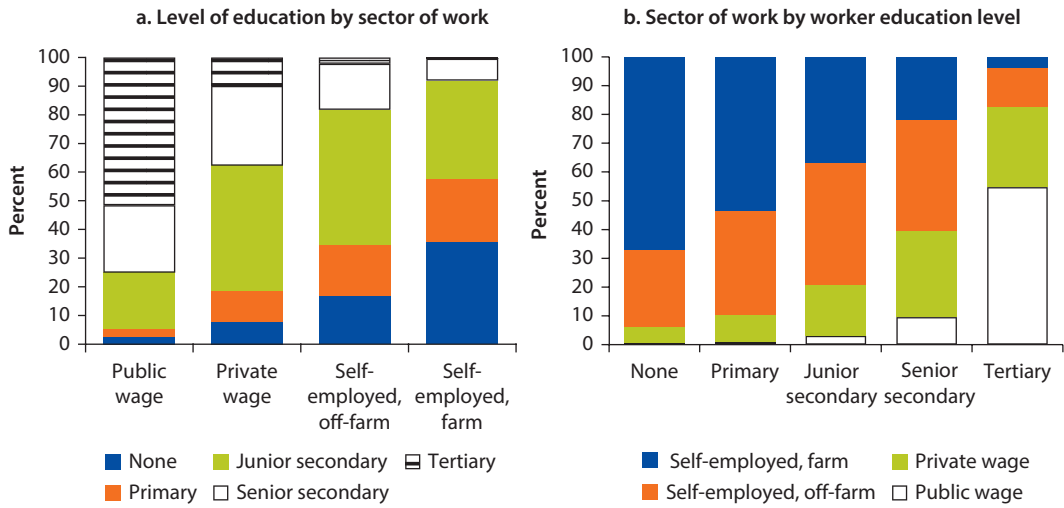 a. Level of education by sector of work
Percent
100
90
80
70
60
50
40
30
20
10
0
Public
wage
Private
wage
Self-
employed,
off-farm
Self-
employed,
farm
None
Junior secondary
Tertiary
Primary
Senior secondary
b. Sector of work by worker education level
Percent
100
90
80
70
60
50
40
30
20
10
0
None
Primary
Junior
secondary
Senior
secondary
Tertiary
Self-employed, farm
Private wage
Self-employed, off-farm
Public wage